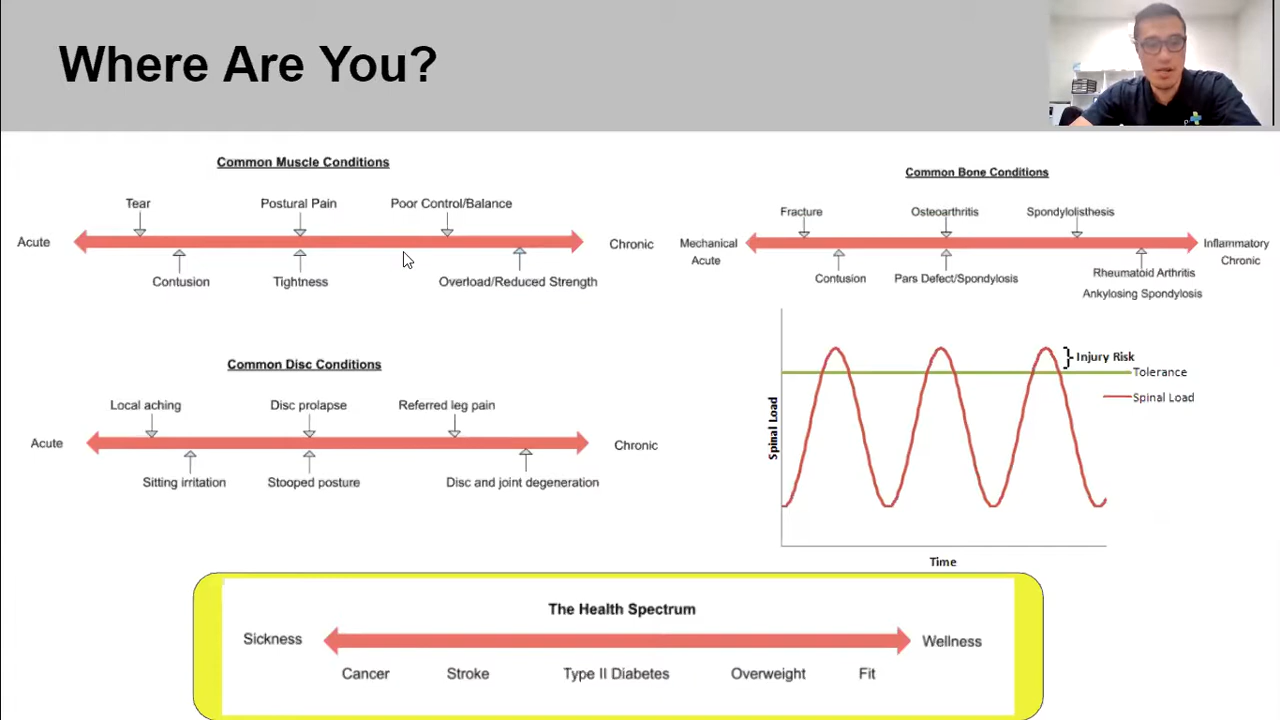 Where Are You?
Common Muscle Conditions
Tear
Postural Pain
Poor Control/Balance
Acute
Chronic
Contusion
Tightness
Overload/Reduced Strength
Common Bone Conditions
Fracture
Osteoarthritis
Spondylolisthesis
Mechanical
Acute
Inflammatory
Chronic
Contusion
Pars Defect/Spondylosis
Rheumatoid Arthritis
Ankylosing Spondylosis
Common Disc Conditions
Local aching
Disc prolapse
Referred leg pain
Acute
Chronic
Sitting irritation
Stooped posture
Disc and joint degeneration
Injury Risk
Tolerance
Spinal Load
Spinal Load
Time
The Health Spectrum
Sickness
Wellness
Cancer
Stroke
Type II Diabetes
Overweight
Fit